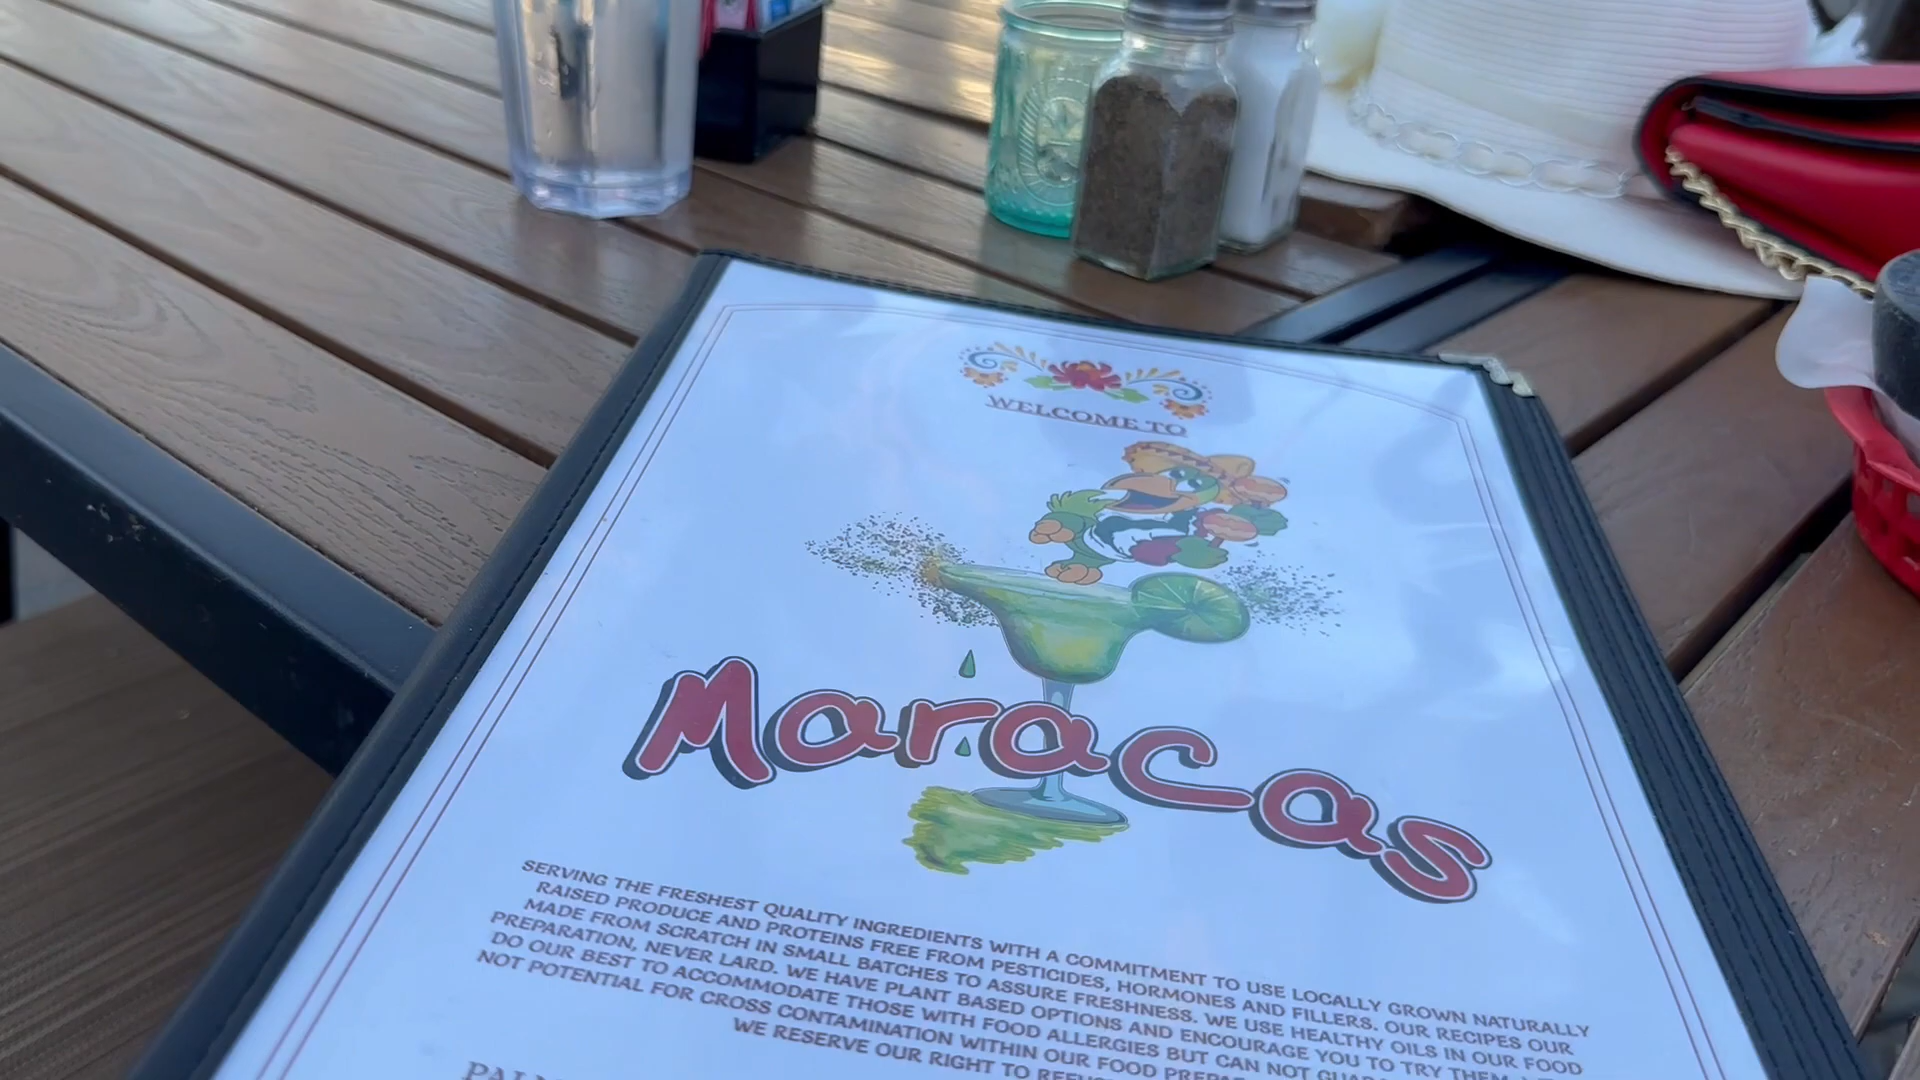 WELCOME TO
Maracas
SERVING THE FRESHEST QUALITY INGREDIENTS WITH A COMMITMENT TO USE LOCALLY GROWN NATURALLY
RAISED PRODUCE AND PROTEINS FREE FROM PESTICIDES, HORMONES AND FILLERS. OUR RECIPES OUR
MADE FROM SCRATCH IN SMALL BATCHES TO ASSURE FRESHNESS. WE USE HEALTHY OILS IN OUR FOOD
PREPARATION, NEVER LARD. WE HAVE PLANT BASED OPTIONS AND ENCOURAGE YOU TO TRY THEM.
DO OUR BEST TO ACCOMMODATE THOSE WITH FOOD ALLERGIES BUT CAN NOT
NOT POTENTIAL FOR CROSS CONTAMINATION WITHIN OUR FOOD
WE RESERVE OUR RIGHT TO